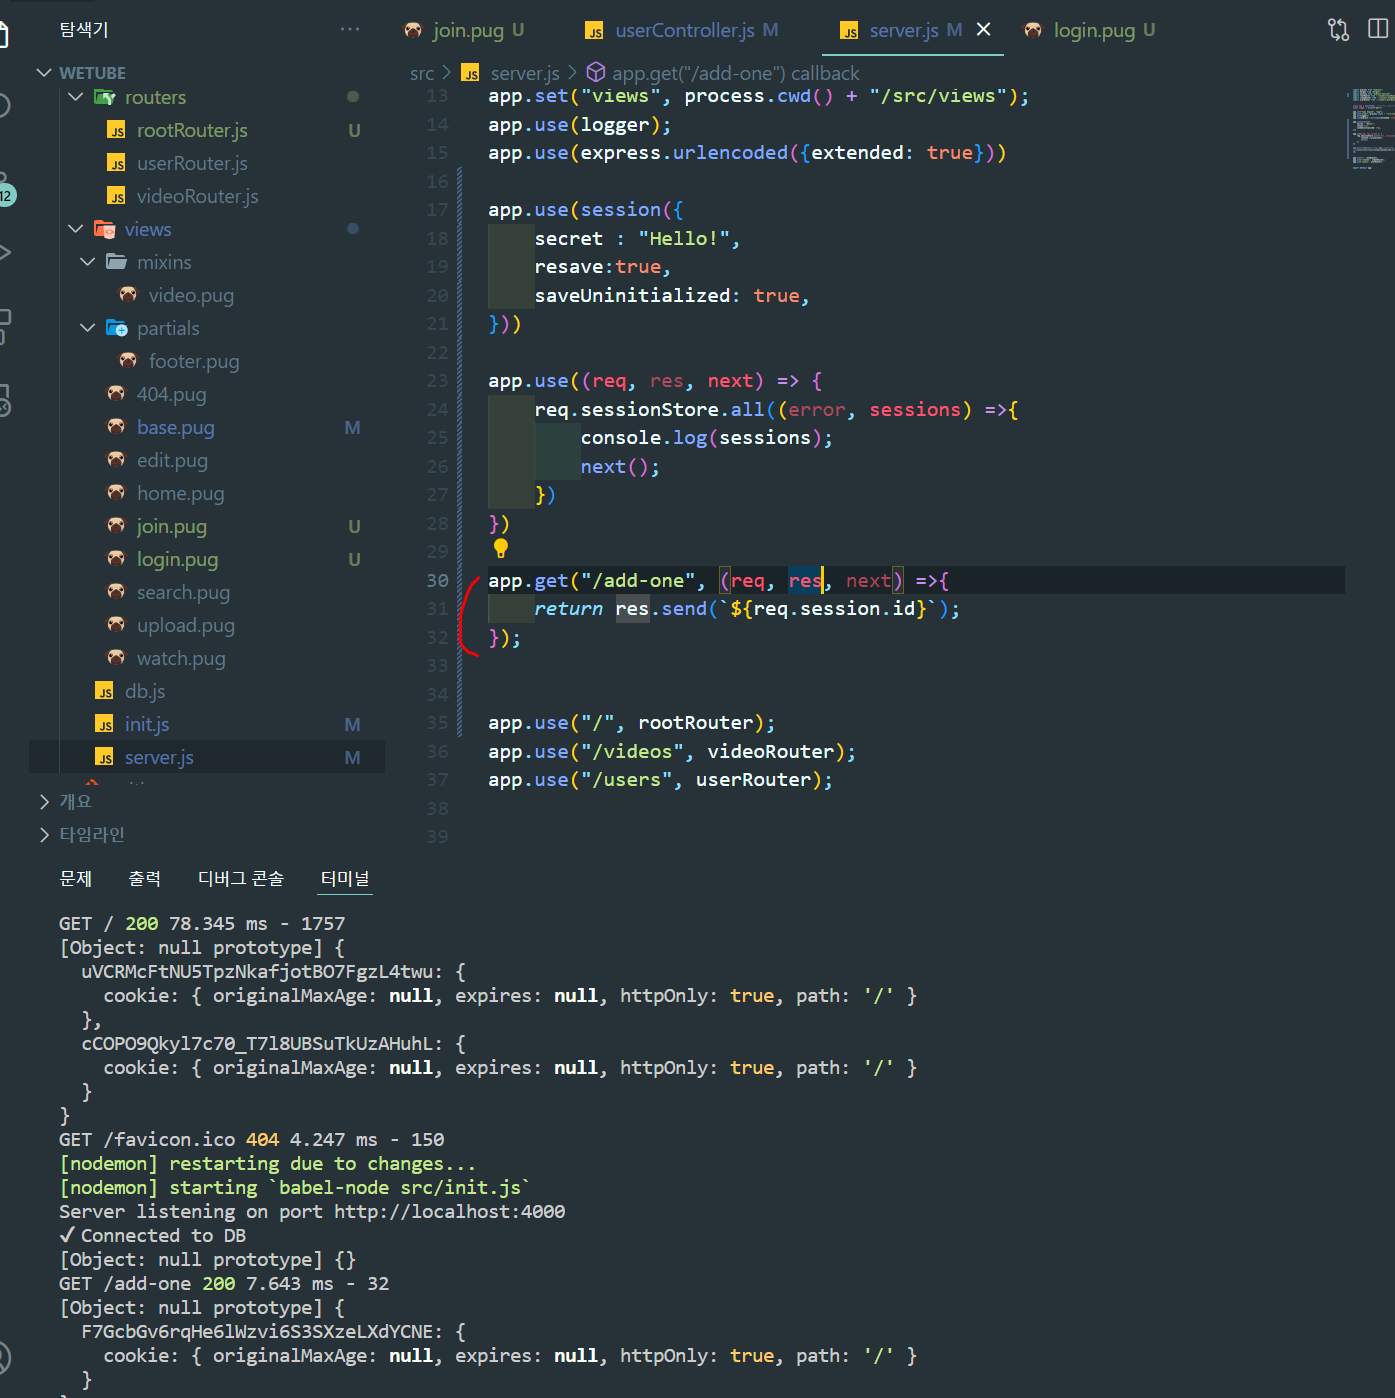 탐색기 ···
WETUBE
routers
rootRouter.js U
userRouter.js
videoRouter.js
views
mixins
video.pug
partials
footer.pug
404.pug
base.pug M
edit.pug
home.pug
join.pug U
login.pug U
search.pug
upload.pug
watch.pug
db.js
init.js M
server.js M
개요
타임라인
12
join.pug U
userController.js M
server.js M
login.pug U
src > server.js > app.get("/add-one") callback
13 app.set("views", process.cwd() + "/src/views");
14 app.use(logger);
15 app.use(express.urlencoded({extended: true}))
16
17 app.use(session({
18 secret : "Hello!",
19 resave:true,
20 saveUninitialized: true,
21 }))
22
23 app.use((req, res, next) => {
24 req.sessionStore.all((error, sessions) =>{
25 console.log(sessions);
26 next();
27 })
28 })
29
30 app.get("/add-one", (req, res, next) =>{
31 return res.send(`${req.session.id}`);
32 });
33
34
35 app.use("/", rootRouter);
36 app.use("/videos", videoRouter);
37 app.use("/users", userRouter);
38
39
문제 출력 디버그 콘솔 터미널
GET / 200 78.345 ms - 1757
[Object: null prototype] {
uVCRMcFtNU5TpzNkafjotBO7FgzL4twu: {
cookie: { originalMaxAge: null, expires: null, httpOnly: true, path: '/' }
},
cCOPO9Qkyl7c70_T7l8UBSuTkUzAHuhL: {
cookie: { originalMaxAge: null, expires: null, httpOnly: true, path: '/' }
}
}
GET /favicon.ico 404 4.247 ms - 150
[nodemon] restarting due to changes...
[nodemon] starting `babel-node src/init.js`
Server listening on port http://localhost:4000
✔ Connected to DB
[Object: null prototype] {}
GET /add-one 200 7.643 ms - 32
[Object: null prototype] {
F7GcbGv6rqHe6lWzvi6S3SXzeLXdYCNE: {
cookie: { originalMaxAge: null, expires: null, httpOnly: true, path: '/' }
}